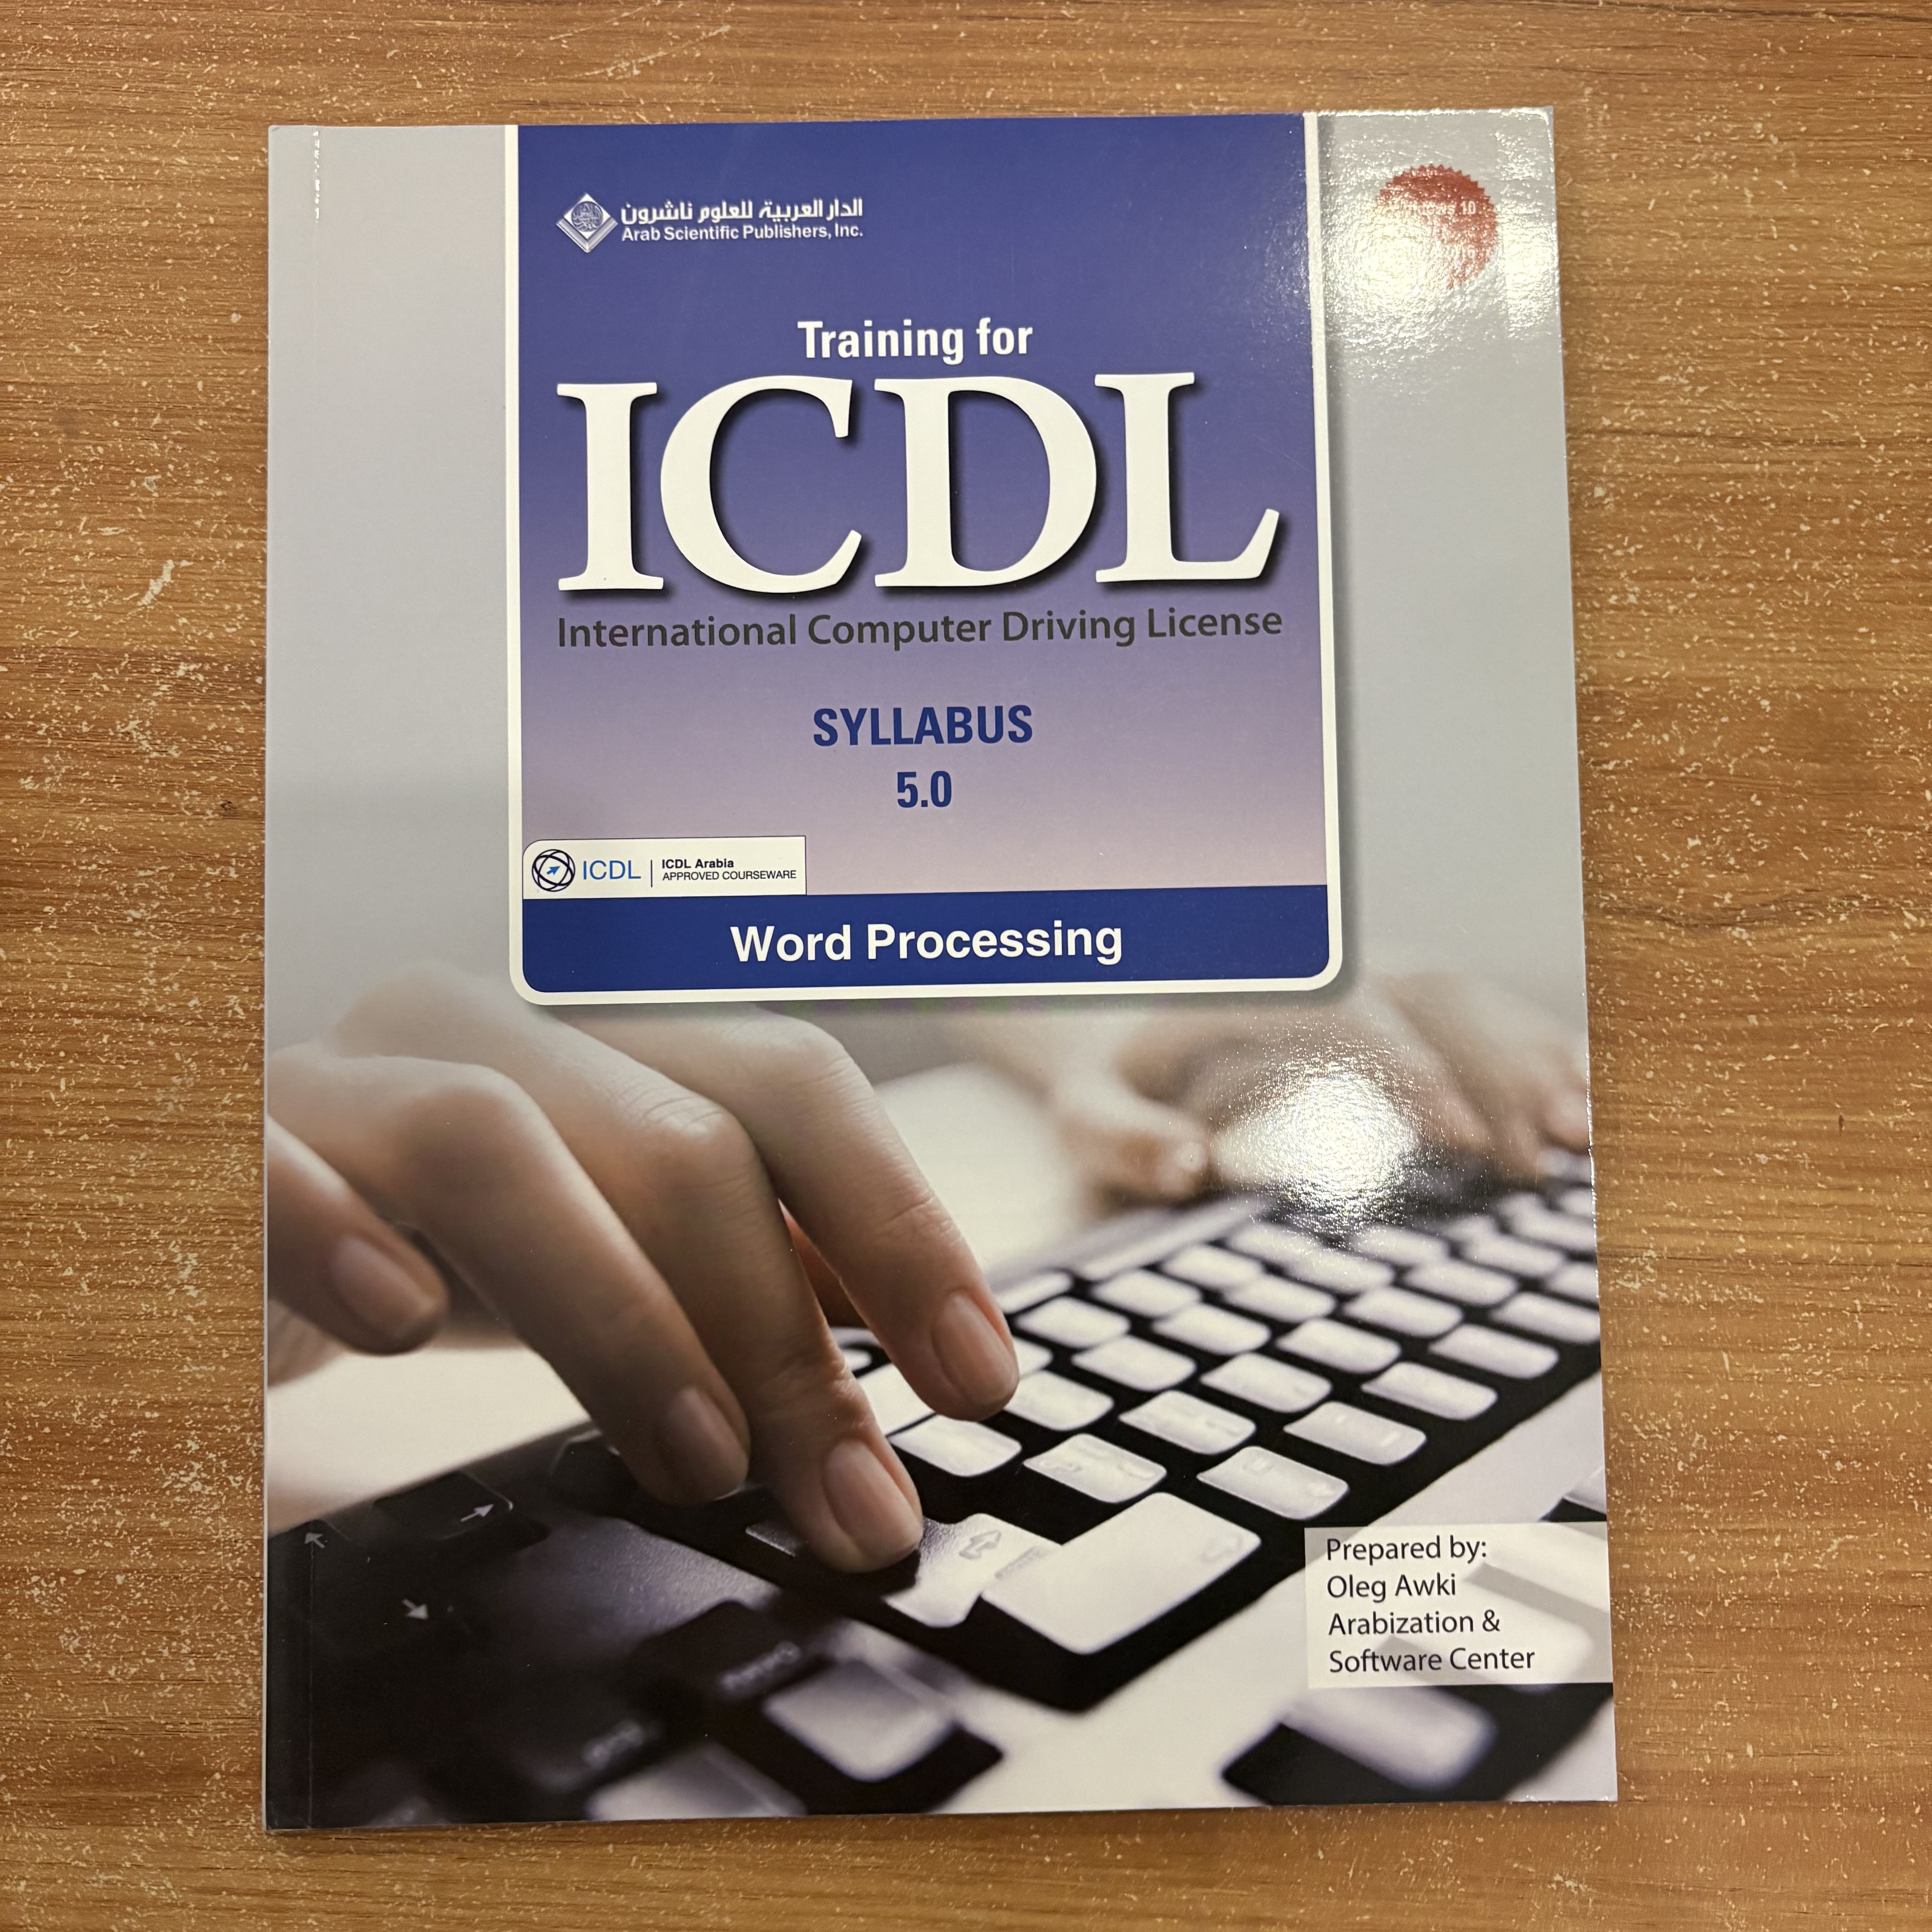 الدار العربية للعلوم ناشرون
Arab Scientific Publishers, Inc.
Training for
ICDL
International Computer Driving License
SYLLABUS
5.0
ICDL
ICDL Arabia
APPROVED COURSEWARE
Word Processing
Prepared by:
Oleg Awki
Arabization &
Software Center